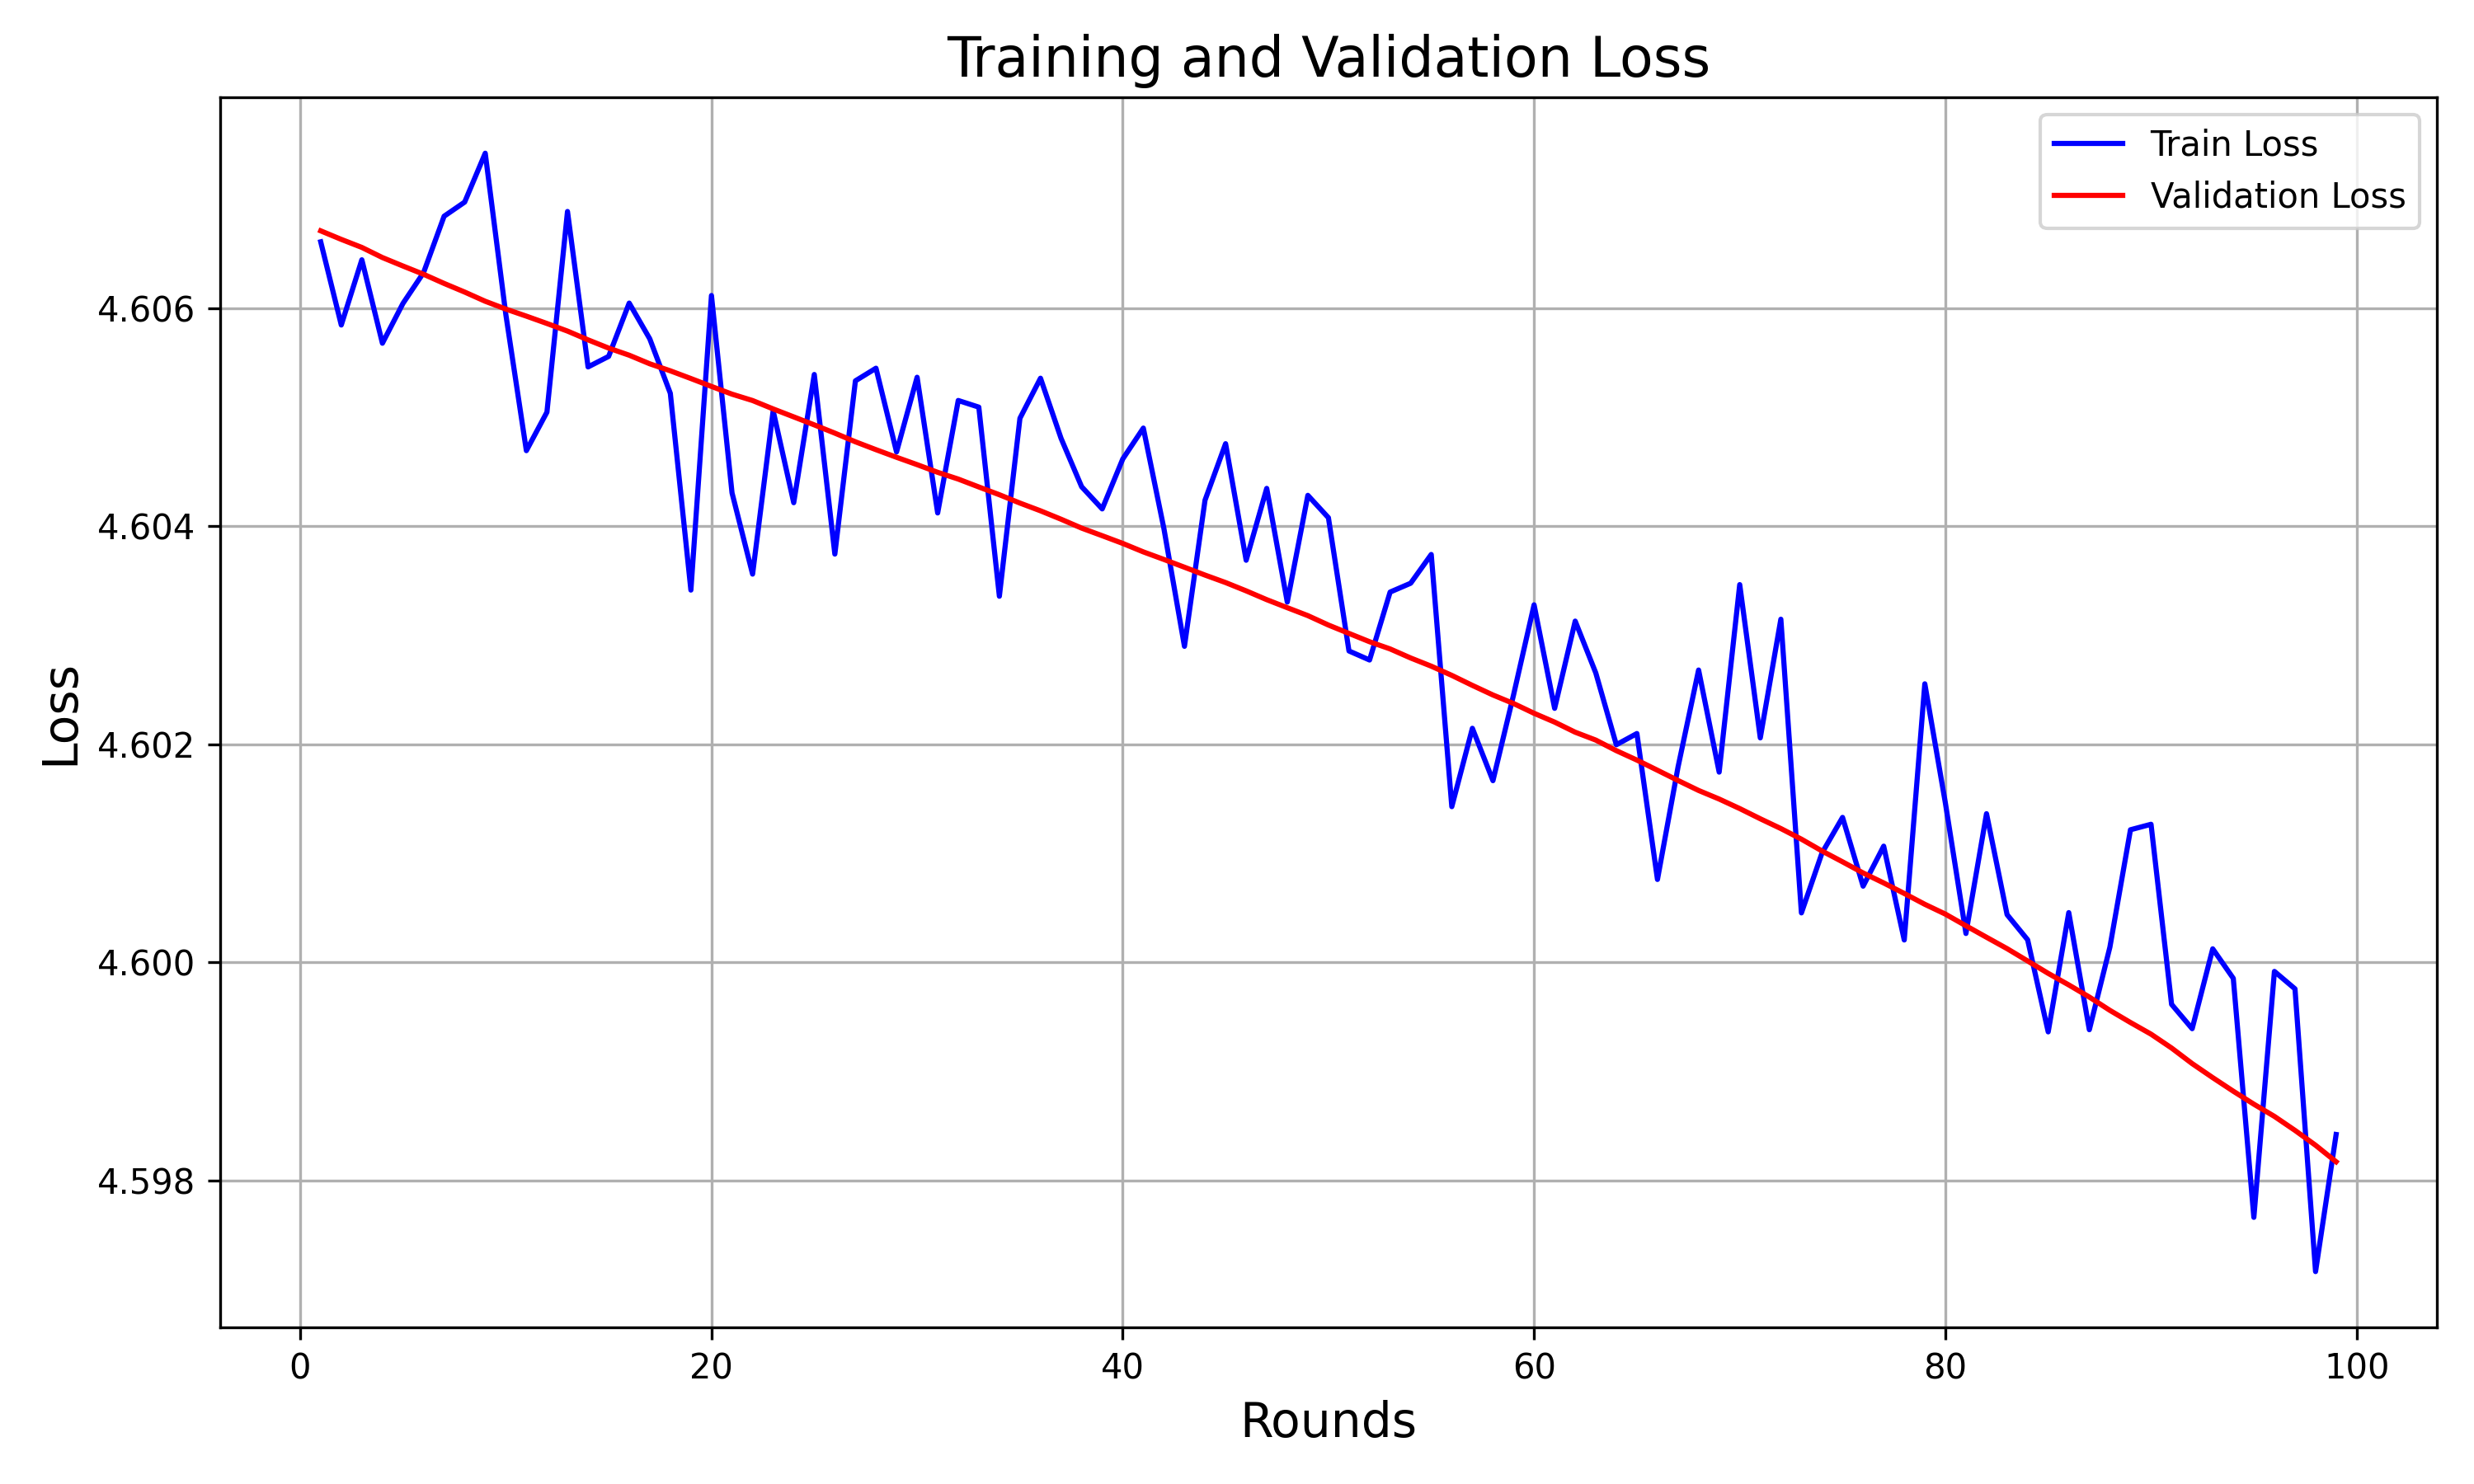 Training and Validation Loss
Train Loss
Validation Loss
4.606
4.604
4.602
4.600
4.598
Loss
0 20 40 60 80 100
Rounds